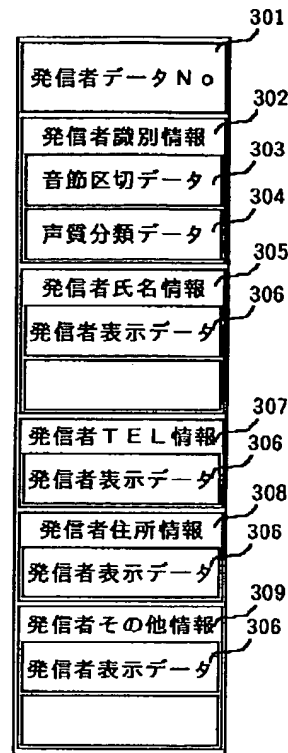 301
発信者データNo
302
発信者識別情報
303
音節区切データ
304
声質分類データ
305
発信者氏名情報
306
発信者表示データ
307
発信者TEL情報
306
発信者表示データ
308
発信者住所情報
306
発信者表示データ
309
発信者その他情報
306
発信者表示データ